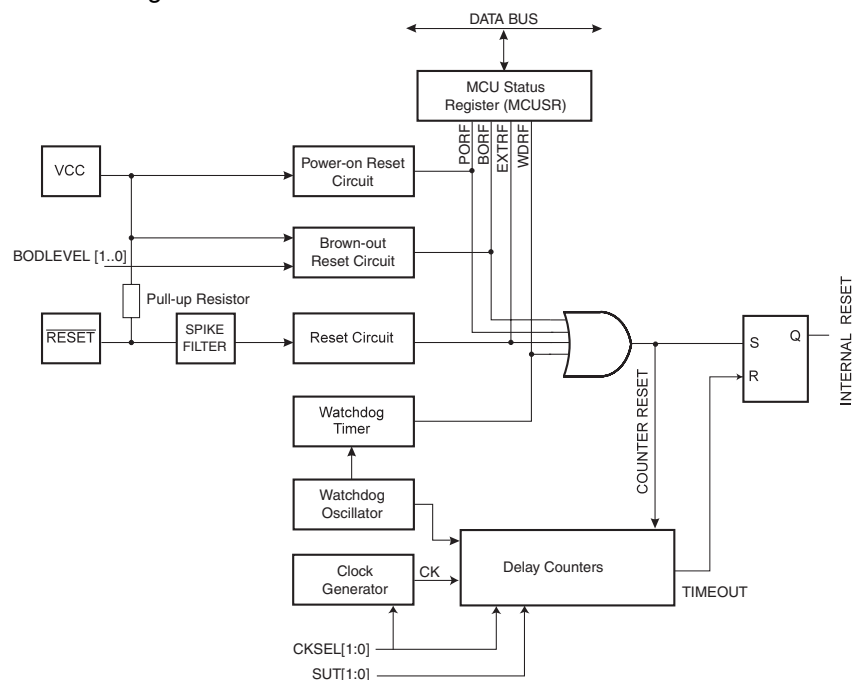 DATA BUS
MCU Status
Register (MCUSR)
PORF
BORF
EXTRF
WDRF
VCC
Power-on Reset
Circuit
BODLEVEL [1..0]
Brown-out
Reset Circuit
Pull-up Resistor
RESET
SPIKE
FILTER
Reset Circuit
S
Q
R
INTERNAL RESET
COUNTER RESET
Watchdog
Timer
Watchdog
Oscillator
Clock
Generator
CK
Delay Counters
TIMEOUT
CKSEL[1:0]
SUT[1:0]